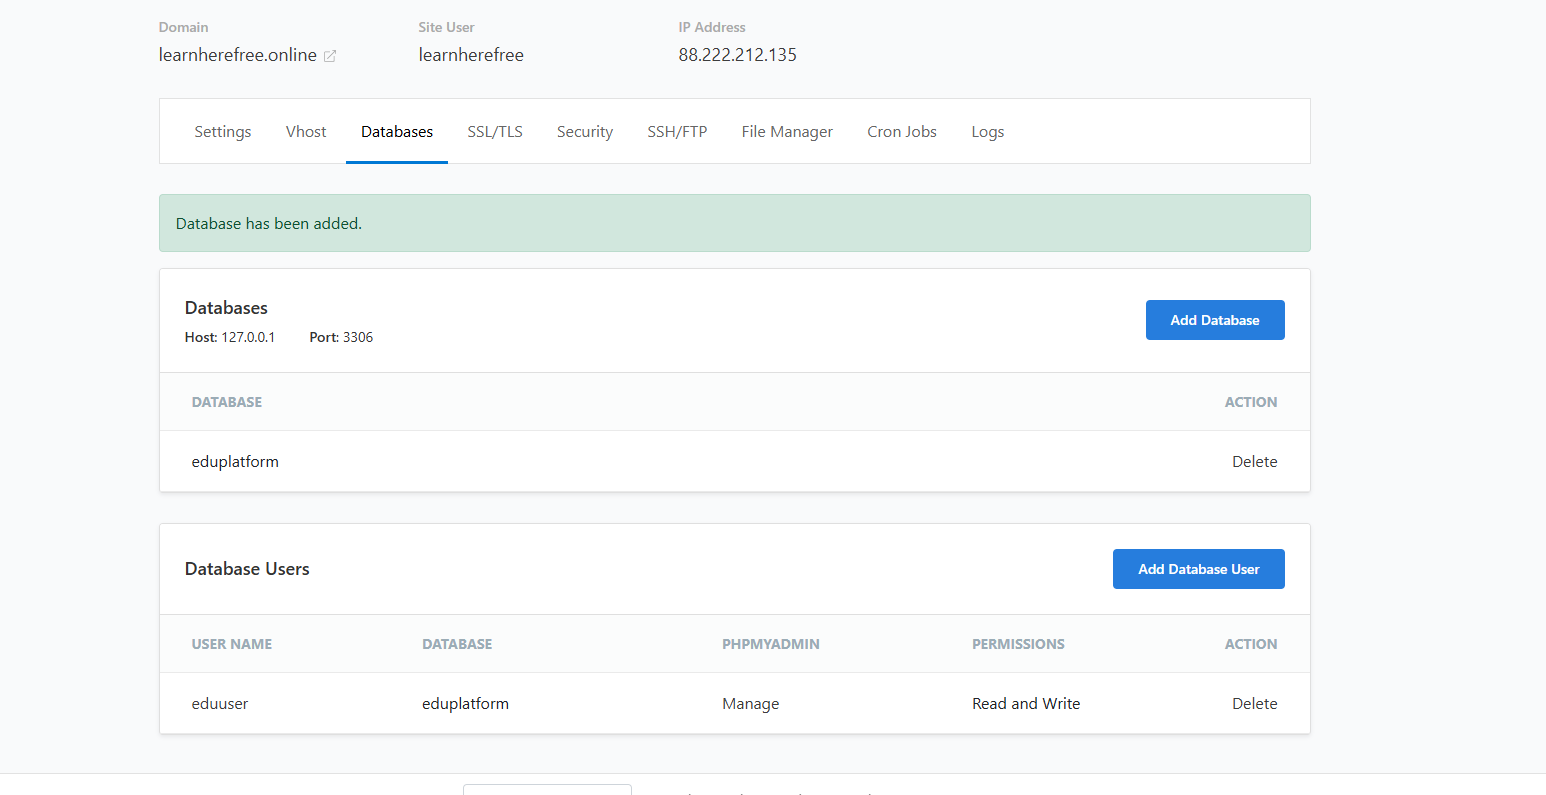 Domain Site User IP Address
learnherefree.online learnherefree 88.222.212.135
Settings Vhost Databases SSL/TLS Security SSH/FTP File Manager Cron Jobs Logs
Database has been added.
Databases
Host: 127.0.0.1 Port: 3306
Add Database
DATABASE ACTION
eduplatform Delete
Database Users
Add Database User
USER NAME DATABASE PHPMYADMIN PERMISSIONS ACTION
eduuser eduplatform Manage Read and Write Delete